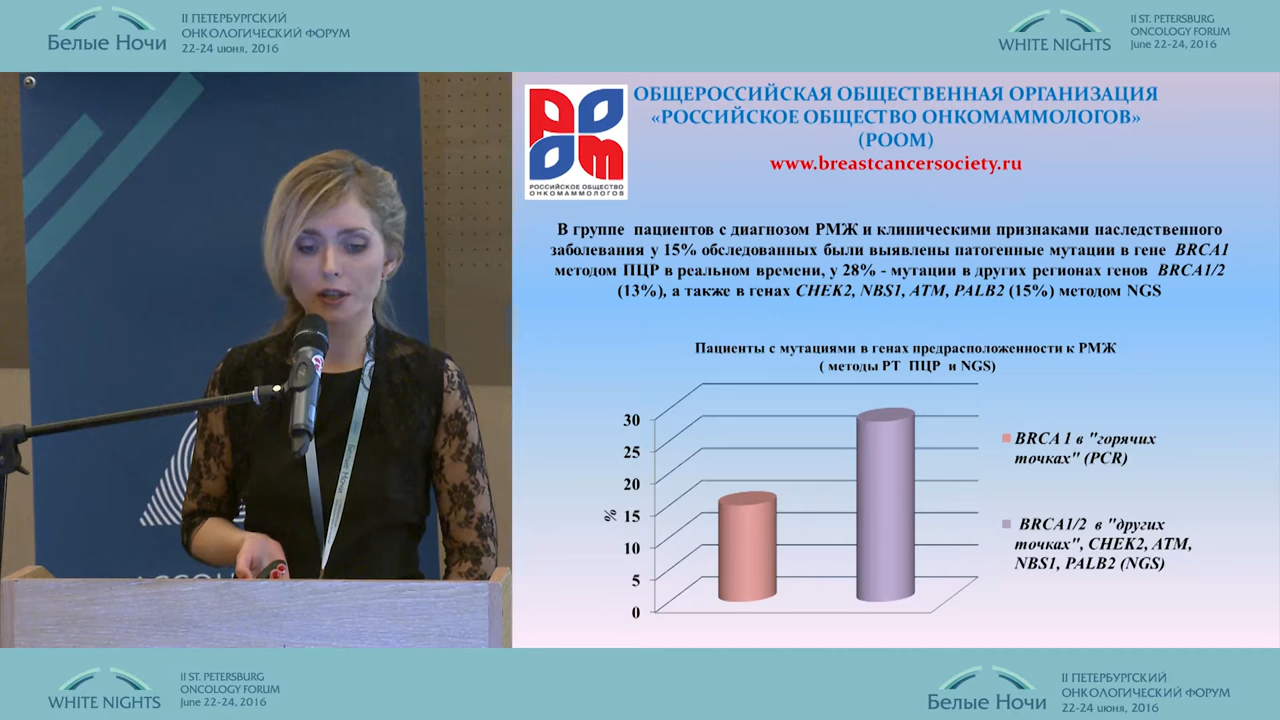 Белые Ночи
II ПЕТЕРБУРГСКИЙ
ОНКОЛОГИЧЕСКИЙ ФОРУМ
22-24 июня, 2016
WHITE NIGHTS
II ST. PETERSBURG
ONCOLOGY FORUM
June 22-24, 2016
РООМ
РОССИЙСКОЕ ОБЩЕСТВО
ОНКОМАММОЛОГОВ
ОБЩЕРОССИЙСКАЯ ОБЩЕСТВЕННАЯ ОРГАНИЗАЦИЯ
«РОССИЙСКОЕ ОБЩЕСТВО ОНКОМАММОЛОГОВ»
(РООМ)
www.breastcancersociety.ru
В группе пациентов с диагнозом РМЖ и клиническими признаками наследственного
заболевания у 15% обследованных были выявлены патогенные мутации в гене BRCA1
методом ПЦР в реальном времени, у 28% - мутации в других регионах генов BRCA1/2
(13%), а также в генах CHEK2, NBS1, ATM, PALB2 (15%) методом NGS
Пациенты с мутациями в генах предрасположенности к РМЖ
( методы РТ ПЦР и NGS)
30
25
20
15
10
5
0
%
BRCA 1 в "горячих
точках" (PCR)
BRCA1/2 в "других
точках", CHEK2, ATM,
NBS1, PALB2 (NGS)
Белые Ночи
WHITE NIGHTS
II ST. PETERSBURG
ONCOLOGY FORUM
June 22-24, 2016
Белые Ночи
II ПЕТЕРБУРГСКИЙ
ОНКОЛОГИЧЕСКИЙ ФОРУМ
22-24 июня, 2016